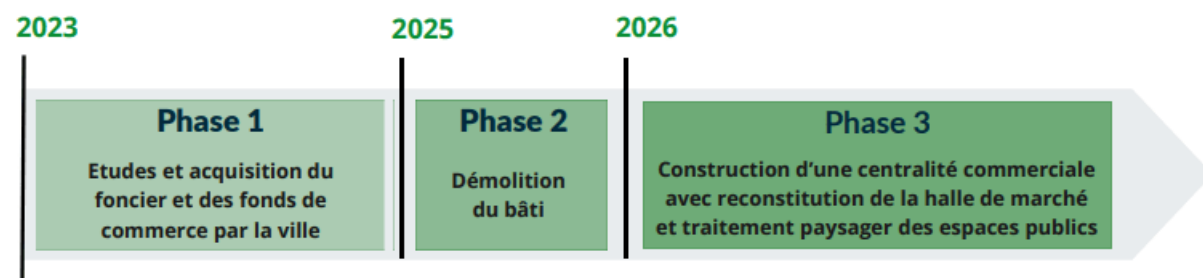 2023
2025
2026
Phase 1
Etudes et acquisition du
foncier et des fonds de
commerce par la ville
Phase 2
Démolition
du bâti
Phase 3
Construction d'une centralité commerciale
avec reconstitution de la halle de marché
et traitement paysager des espaces publics